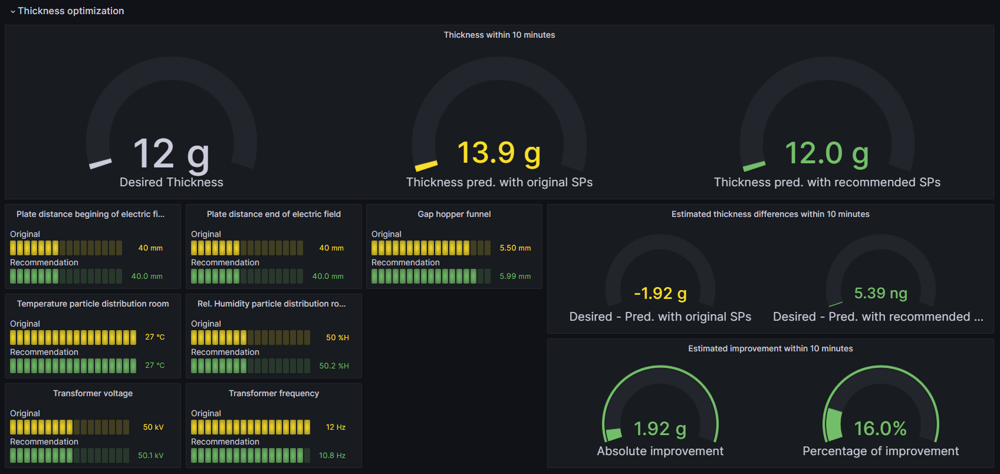 Thickness optimization
Thickness within 10 minutes
12 g
Desired Thickness
13.9 g
Thickness pred. with original SPs
12.0 g
Thickness pred. with recommended SPs
Plate distance begining of electric fi...
Original
40 mm
Recommendation
40.0 mm
Plate distance end of electric field
Original
40 mm
Recommendation
40.0 mm
Gap hopper funnel
Original
5.50 mm
Recommendation
5.99 mm
Estimated thickness differences within 10 minutes
-1.92 g
Desired - Pred. with original SPs
5.39 ng
Desired - Pred. with recommended ...
Temperature particle distribution room
Original
27 °C
Recommendation
27 °C
Rel. Humidity particle distribution ro...
Original
50 %H
Recommendation
50.2 %H
Estimated improvement within 10 minutes
1.92 g
Absolute improvement
16.0%
Percentage of improvement
Transformer voltage
Original
50 kV
Recommendation
50.1 kV
Transformer frequency
Original
12 Hz
Recommendation
10.8 Hz